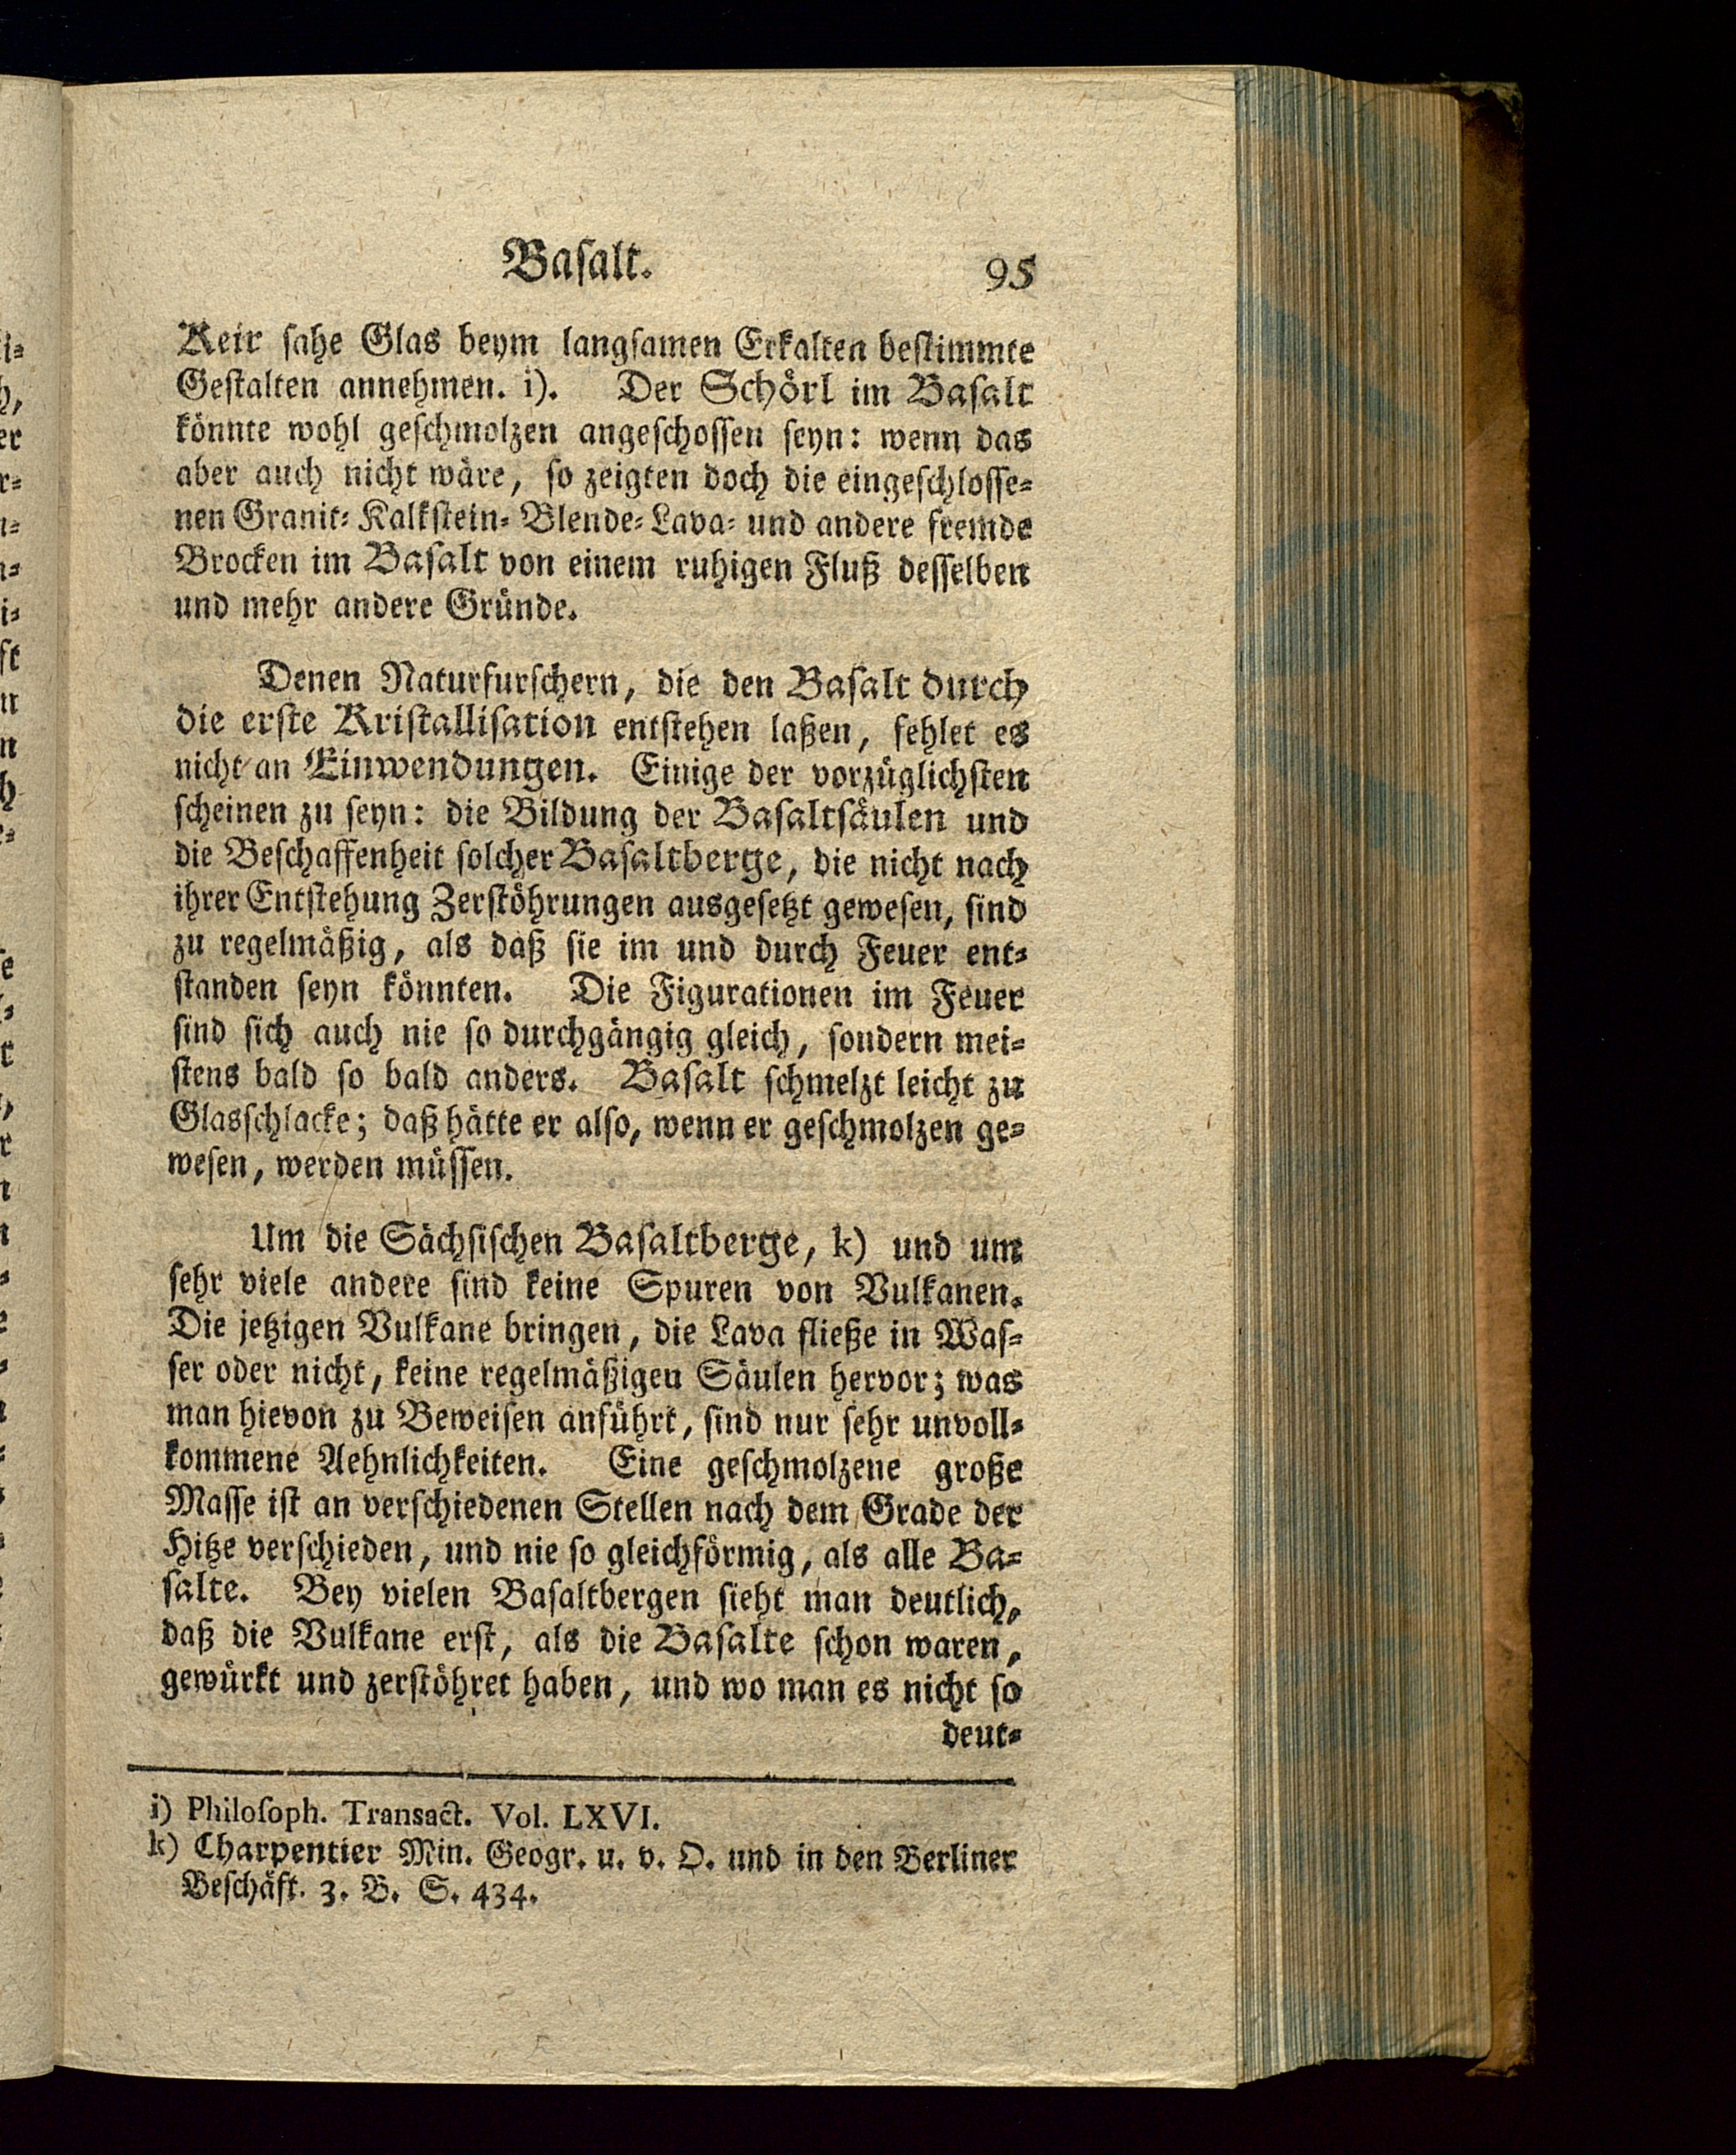 Basalt. 95
Keir sahe Glas beym langsamen Erkalten bestimmte
Gestalten annehmen. i). Der Schörl im Basalt
könnte wohl geschmolzen angeschossen seyn: wenn das
aber auch nicht wäre, so zeigten doch die eingeschlosse-
nen Granit- Kalkstein- Blende- Lava- und andere fremde
Brocken im Basalt von einem ruhigen Fluß desselben
und mehr andere Gründe.
Denen Naturfurschern, die den Basalt durch
die erste Kristallisation entstehen laßen, fehlet es
nicht an Einwendungen. Einige der vorzüglichsten
scheinen zu seyn: die Bildung der Basaltsäulen und
die Beschaffenheit solcher Basaltberge, die nicht nach
ihrer Entstehung Zerstöhrungen ausgesetzt gewesen, sind
zu regelmäßig, als daß sie im und durch Feuer ent-
standen seyn könnten. Die Figurationen im Feuer
sind sich auch nie so durchgängig gleich, sondern mei-
stens bald so bald anders. Basalt schmelzt leicht zu
Glasschlacke; daß hätte er also, wenn er geschmolzen ge-
wesen, werden müssen.
Um die Sächsischen Basaltberge, k) und um
sehr viele andere sind keine Spuren von Vulkanen.
Die jetzigen Vulkane bringen, die Lava fließe in Was-
ser oder nicht, keine regelmäßigen Säulen hervor; was
man hievon zu Beweisen anführt, sind nur sehr unvoll-
kommene Aehnlichkeiten. Eine geschmolzene große
Masse ist an verschiedenen Stellen nach dem Grade der
Hitze verschieden, und nie so gleichförmig, als alle Ba-
salte. Bey vielen Basaltbergen sieht man deutlich,
daß die Vulkane erst, als die Basalte schon waren,
gewürkt und zerstöhret haben, und wo man es nicht so
deut-
i) Philosoph. Transact. Vol. LXVI.
k) Charpentier Min. Geogr. u. v. O. und in den Berliner
Beschäft. 3. B. S. 434.